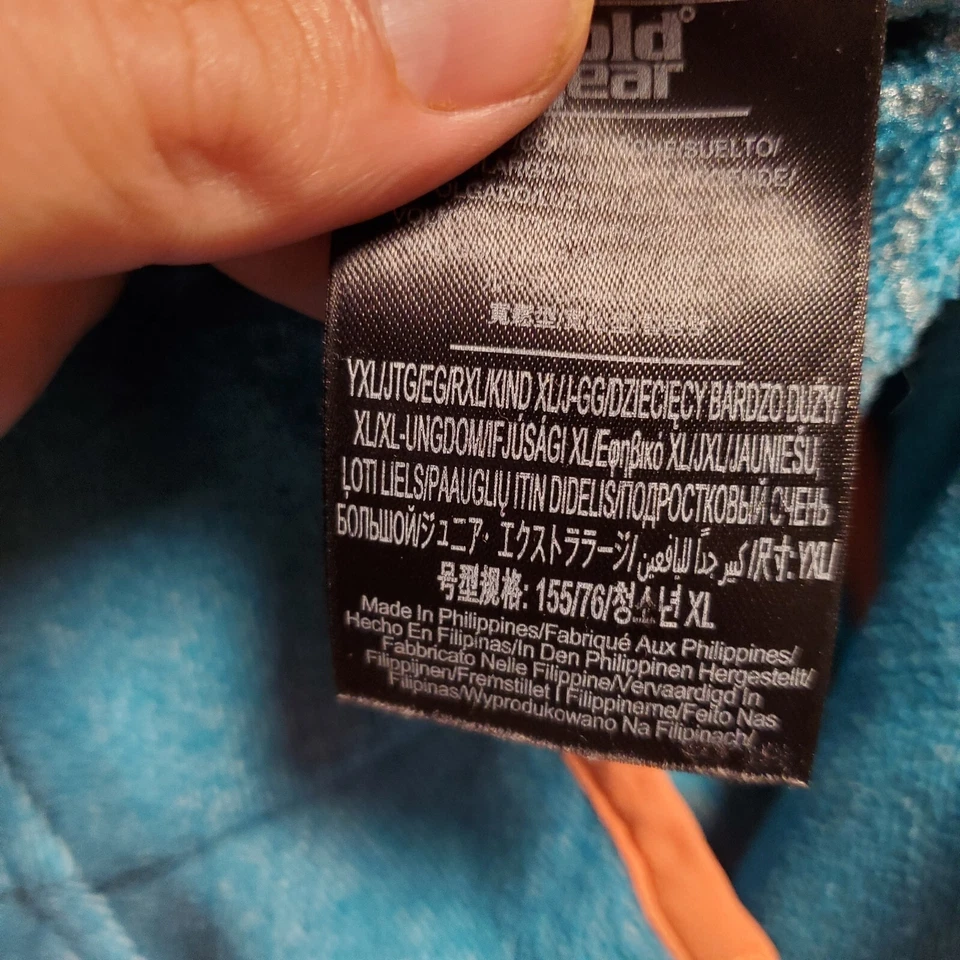 old°
ear
SUELTO/
YXL/JTG/EG/RXL/KIND XL/J-GG/DZIECIĘCY BARDZO DUŻY/
XL/XL-UNGDOM/IFJÚSÁGI XL/Εφηβικό XL/JXL/JAUNIEŠU
ĻOTI LIELS/PAAUGLIŲ ITIN DIDELIS/ПОДРОСТКОВЫЙ ОЧЕНЬ
БОЛЬШОЙ/ジュニア・エクストララージ/كبير جداً لليافعين/尺寸: YXL/
号型规格: 155/76/청소년 XL
Made In Philippines/Fabriqué Aux Philippines/
Hecho En Filipinas/In Den Philippinen Hergestellt/
Fabbricato Nelle Filippine/Vervaardigd In
Filippijnen/Fremstillet I Filippinerne/Feito Nas
Filipinas/Wyprodukowano Na Filipinach/